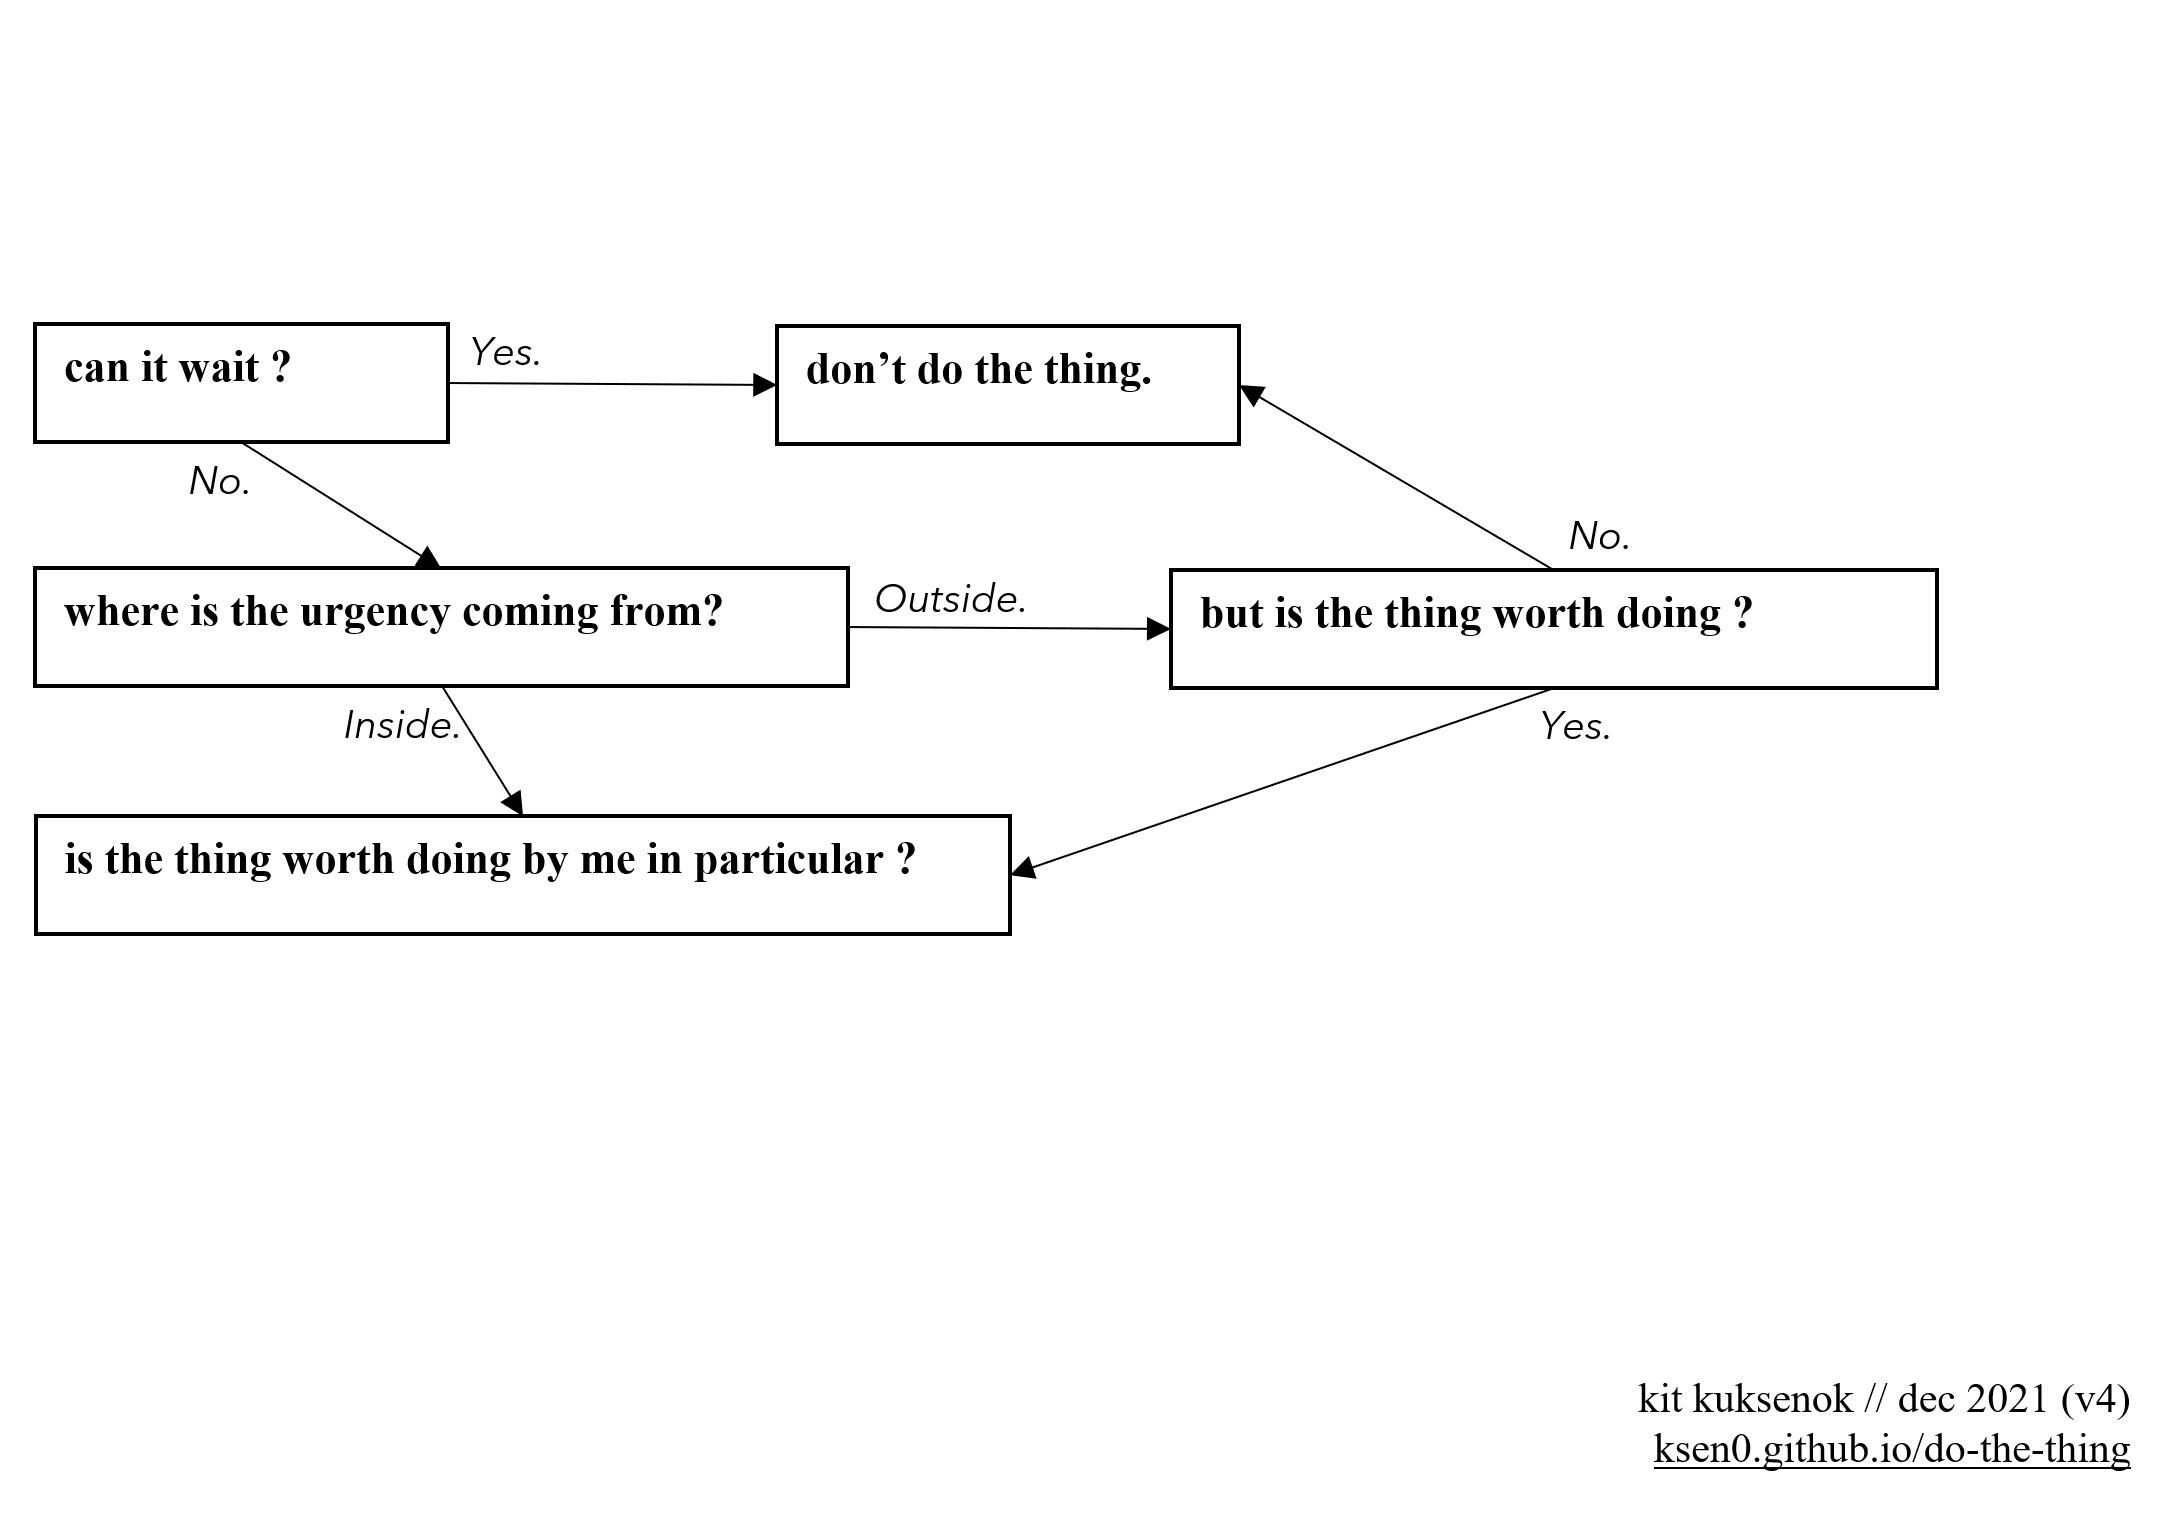 can it wait ?
Yes.
don’t do the thing.
No.
where is the urgency coming from?
Outside.
No.
but is the thing worth doing ?
Inside.
Yes.
is the thing worth doing by me in particular ?
kit kuksenok // dec 2021 (v4)
ksen0.github.io/do-the-thing